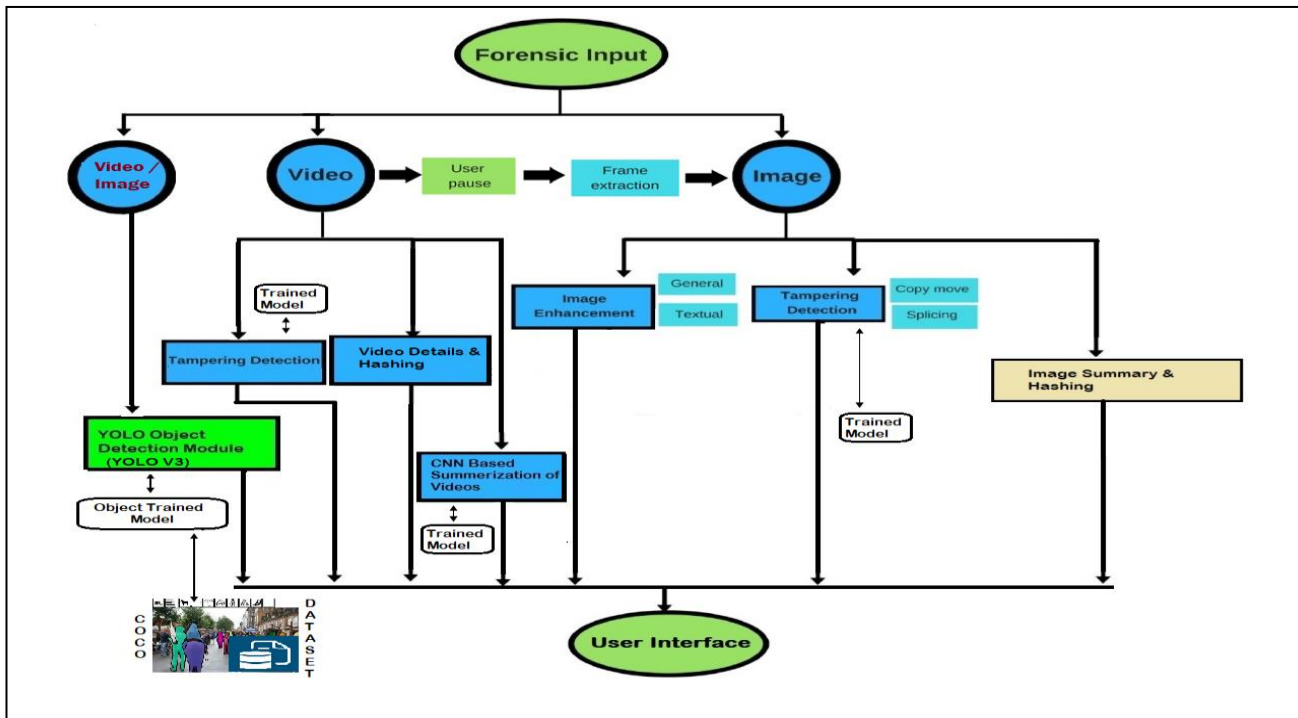 Forensic Input
Video /
Image
Video
User
pause
Frame
extraction
Image
Trained
Model
Tampering Detection
Video Details &
Hashing
Image
Enhancement
General
Textual
Tampering
Detection
Copy move
Splicing
Image Summary &
Hashing
Trained
Model
YOLO Object
Detection Module
(YOLO V3)
CNN Based
Summerization of
Videos
Object Trained
Model
Trained
Model
COCO
DATASET
User Interface